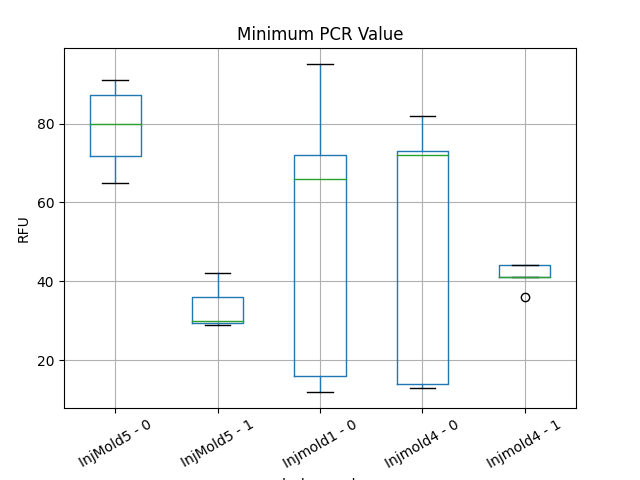 Minimum PCR Value
RFU
80
60
40
20
InjMold5 - 0
InjMold5 - 1
Injmold1 - 0
Injmold4 - 0
Injmold4 - 1